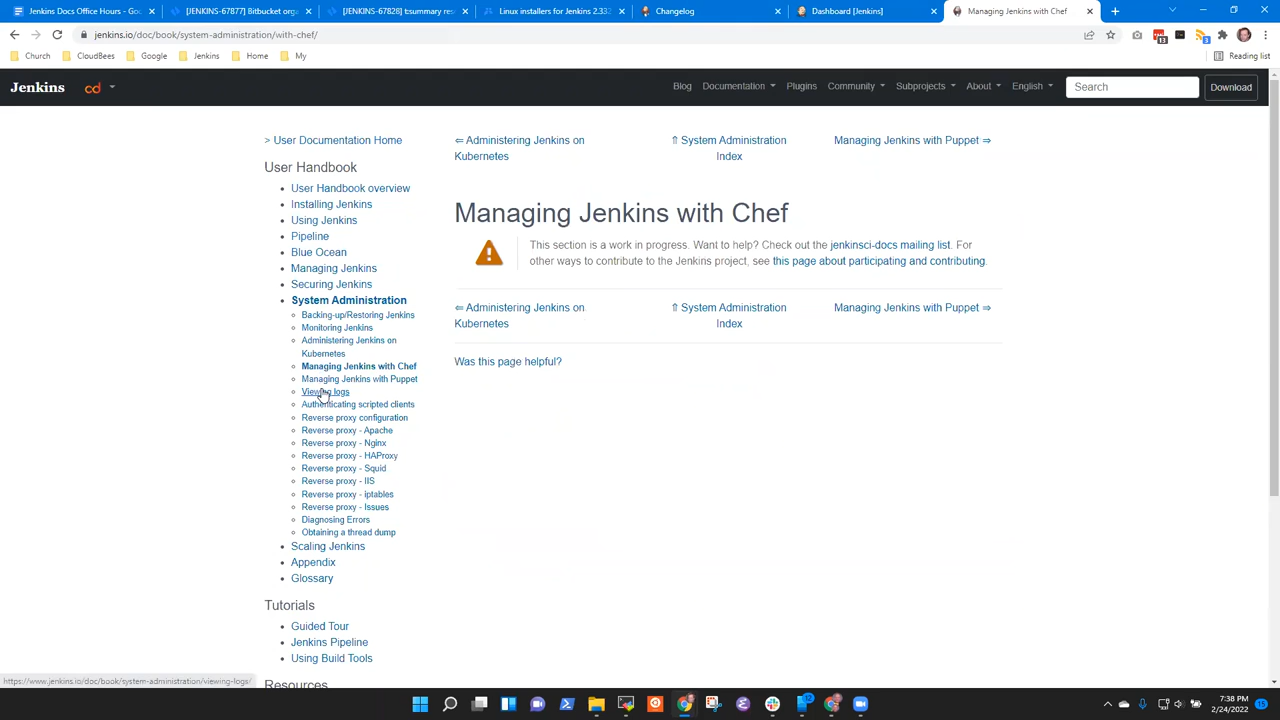 Jenkins Docs Office Hours - Goo
[JENKINS-67877] Bitbucket orga
[JENKINS-67828] t:summary res
Linux installers for Jenkins 2.332
Changelog
Dashboard [Jenkins]
Managing Jenkins with Chef
jenkins.io/doc/book/system-administration/with-chef/
13
3
Church
CloudBees
Google
Jenkins
Home
My
Reading list
Jenkins
cd
Blog
Documentation
Plugins
Community
Subprojects
About
English
Search
Download
> User Documentation Home
User Handbook
User Handbook overview
Installing Jenkins
Using Jenkins
Pipeline
Blue Ocean
Managing Jenkins
Securing Jenkins
System Administration
Backing-up/Restoring Jenkins
Monitoring Jenkins
Administering Jenkins on
Kubernetes
Managing Jenkins with Chef
Managing Jenkins with Puppet
Viewing logs
Authenticating scripted clients
Reverse proxy configuration
Reverse proxy - Apache
Reverse proxy - Nginx
Reverse proxy - HAProxy
Reverse proxy - Squid
Reverse proxy - IIS
Reverse proxy - iptables
Reverse proxy - Issues
Diagnosing Errors
Obtaining a thread dump
Scaling Jenkins
Appendix
Glossary
Tutorials
Guided Tour
Jenkins Pipeline
Using Build Tools
Resources
⇐ Administering Jenkins on
Kubernetes
⇑ System Administration
Index
Managing Jenkins with Puppet ⇒
Managing Jenkins with Chef
This section is a work in progress. Want to help? Check out the jenkinsci-docs mailing list. For
other ways to contribute to the Jenkins project, see this page about participating and contributing.
⇐ Administering Jenkins on
Kubernetes
⇑ System Administration
Index
Managing Jenkins with Puppet ⇒
Was this page helpful?
https://www.jenkins.io/doc/book/system-administration/viewing-logs/
7:38 PM
2/24/2022